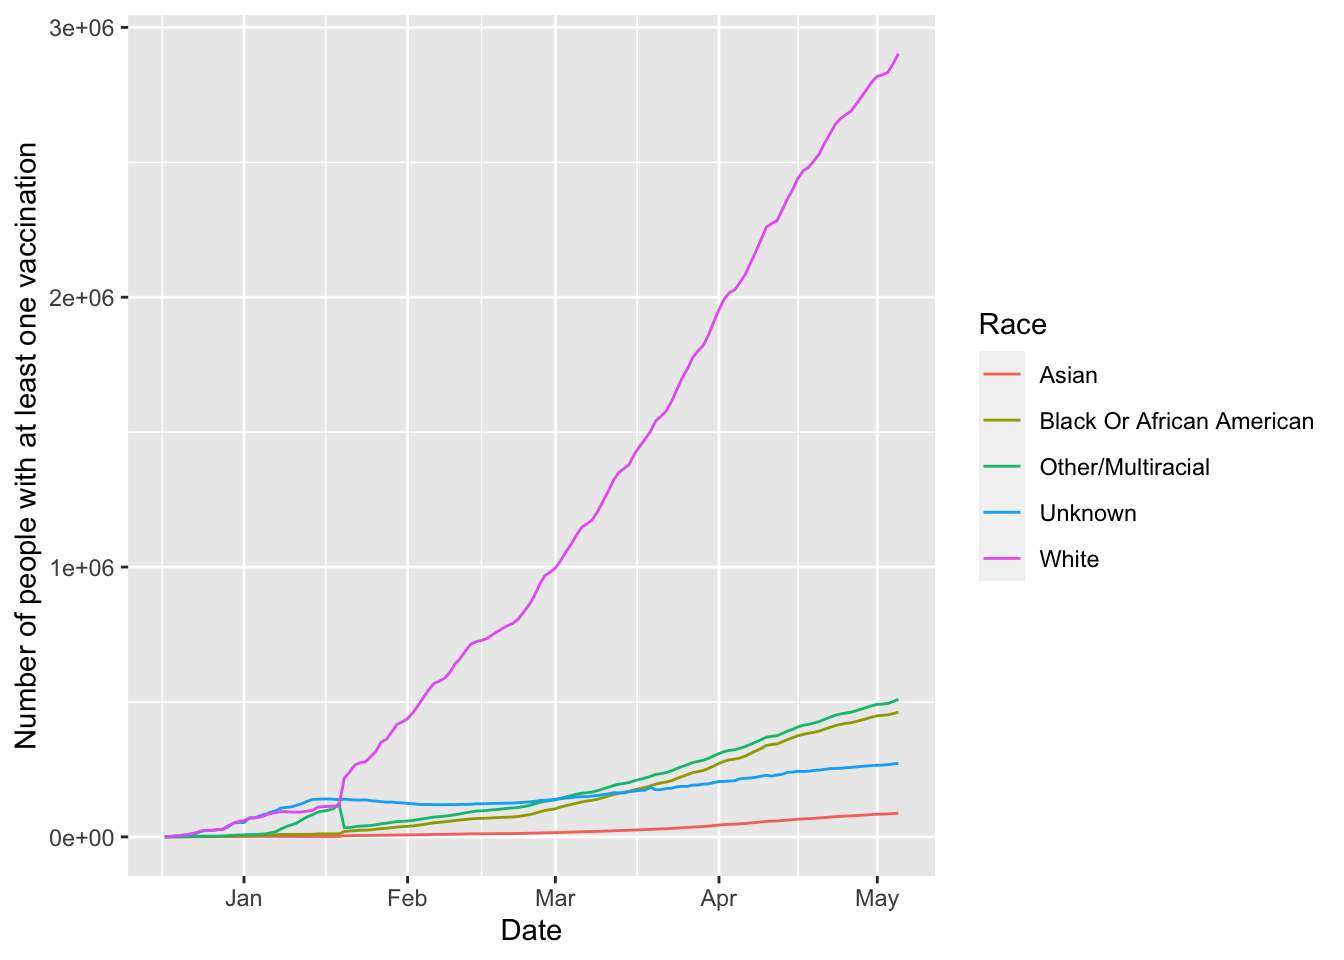 Number of people with at least one vaccination
3e+06
2e+06
1e+06
0e+00
Jan
Feb
Mar
Apr
May
Date
Race
Asian
Black Or African American
Other/Multiracial
Unknown
White